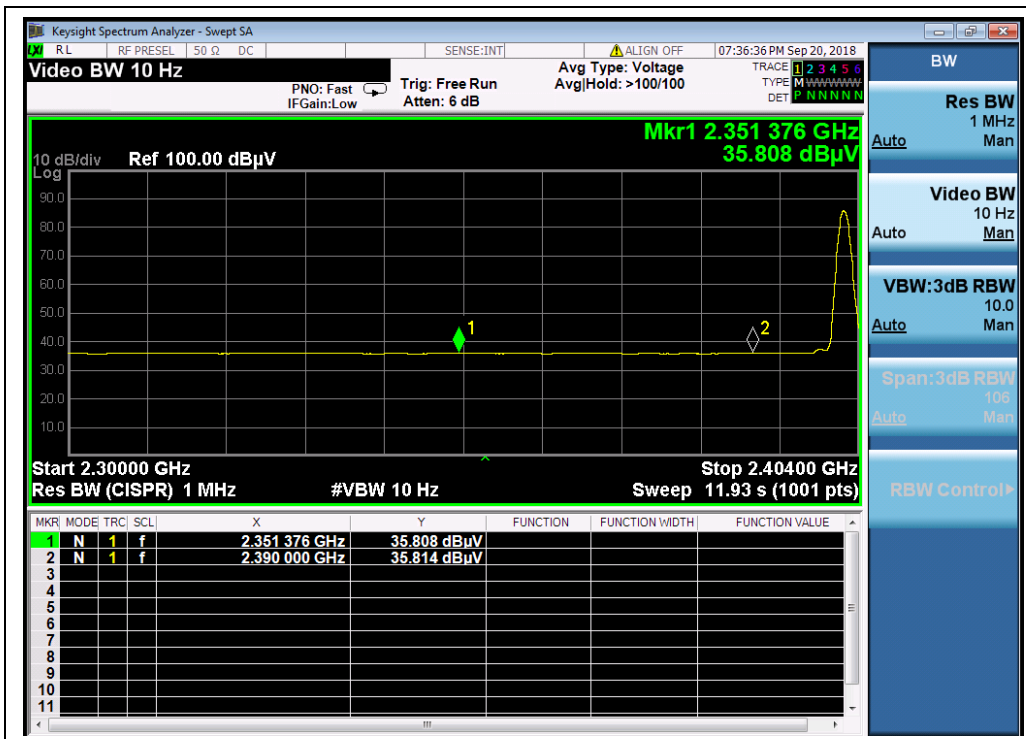 Keysight Spectrum Analyzer - Swept SA
LXI RL RF PRESEL 50 Ω DC SENSE:INT ALIGN OFF 07:36:36 PM Sep 20, 2018
Video BW 10 Hz
PNO: Fast
IFGain:Low
Trig: Free Run
Atten: 6 dB
Avg Type: Voltage
Avg|Hold: >100/100
TRACE 1 2 3 4 5 6
TYPE M W W W W W
DET P N N N N N
Mkr1 2.351 376 GHz
35.808 dBµV
10 dB/div Ref 100.00 dBµV
Log
90.0
80.0
70.0
60.0
50.0
40.0
30.0
20.0
10.0
1
2
Start 2.30000 GHz Stop 2.40400 GHz
Res BW (CISPR) 1 MHz #VBW 10 Hz Sweep 11.93 s (1001 pts)
MKR MODE TRC SCL X Y FUNCTION FUNCTION WIDTH FUNCTION VALUE
1 N 1 f 2.351 376 GHz 35.808 dBµV
2 N 1 f 2.390 000 GHz 35.814 dBµV
3
4
5
6
7
8
9
10
11
BW
Res BW
1 MHz
Auto Man
Video BW
10 Hz
Auto Man
VBW:3dB RBW
10.0
Auto Man
Span:3dB RBW
106
Auto Man
RBW Control